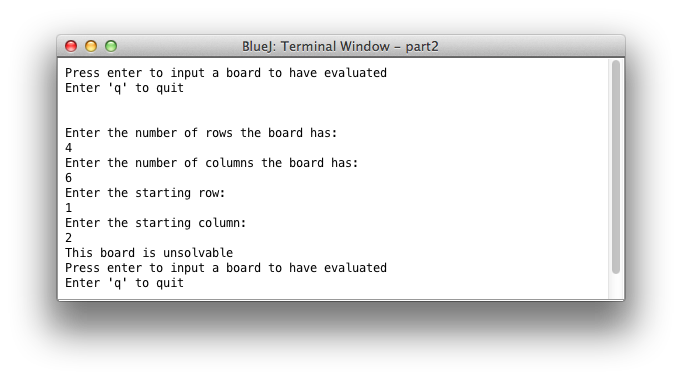 BlueJ: Terminal Window - part2
Press enter to input a board to have evaluated
Enter 'q' to quit
Enter the number of rows the board has:
4
Enter the number of columns the board has:
6
Enter the starting row:
1
Enter the starting column:
2
This board is unsolvable
Press enter to input a board to have evaluated
Enter 'q' to quit